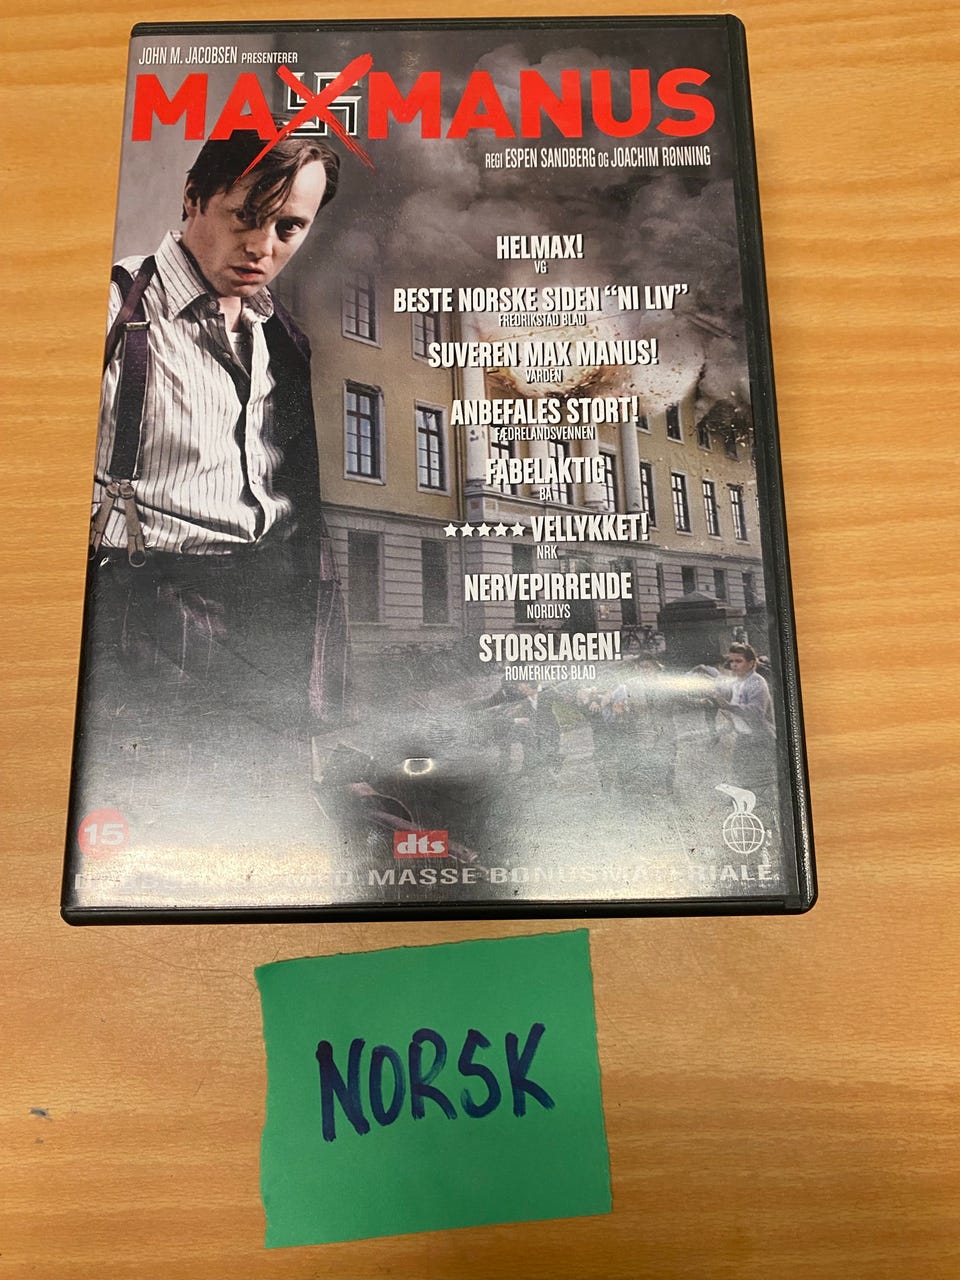 JOHN M. JACOBSEN PRESENTERER
MAX MANUS
REGI ESPEN SANDBERG OG JOACHIM RØNNING
HELMAX!
VG
BESTE NORSKE SIDEN “NI LIV”
FREDRIKSTAD BLAD
SUVEREN MAX MANUS!
VARDEN
ANBEFALES STORT!
FÆDRELANDSVENNEN
FABELAKTIG
BA
★★★★★ VELLYKKET!
NRK
NERVEPIRRENDE
NORDLYS
STORSLAGEN!
ROMERIKETS BLAD
15
dts
MED MASSE BONUSMATERIALE
NORSK